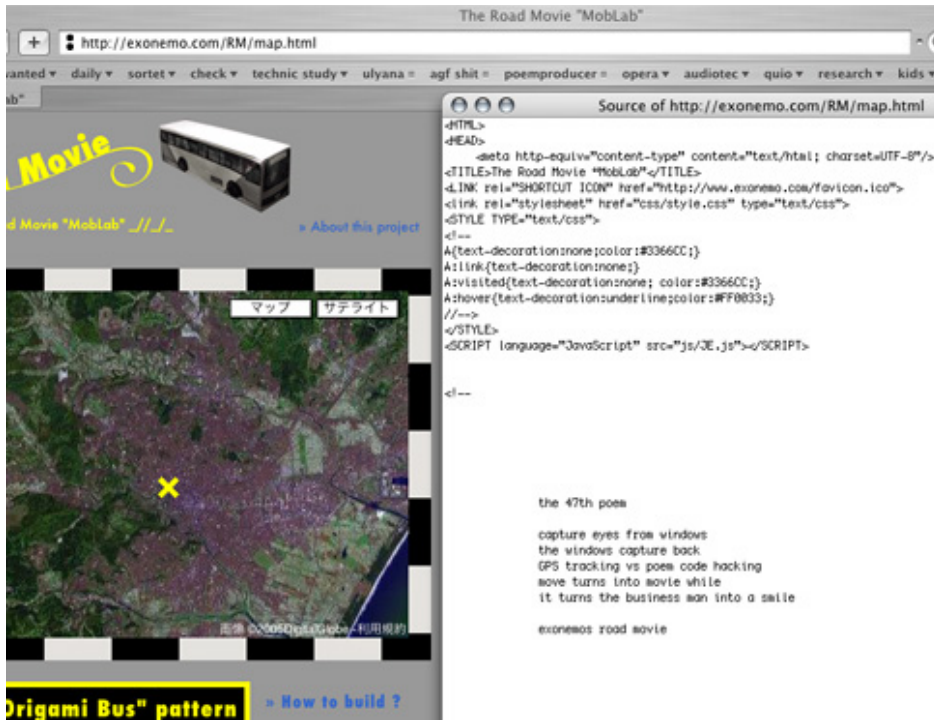 The Road Movie "MobLab"
http://exonemo.com/RM/map.html
daily sortet check technic study ulyana agf shit poemproducer opera audiotec quio research kids
Movie
Movie "MobLab" _//_/_
» About this project
マップ サテライト
画像 ©2006DigitalGlobe - 利用規約
Origami Bus" pattern
» How to build ?
Source of http://exonemo.com/RM/map.html
<HTML>
<HEAD>
<meta http-equiv="content-type" content="text/html; charset=UTF-8"/>
<TITLE>The Road Movie "MobLab"</TITLE>
<LINK rel="SHORTCUT ICON" href="http://www.exonemo.com/favicon.ico">
<link rel="stylesheet" href="css/style.css" type="text/css">
<STYLE TYPE="text/css">
<!--
A{text-decoration:none;color:#3366CC;}
A:link{text-decoration:none;}
A:visited{text-decoration:none; color:#3366CC;}
A:hover{text-decoration:underline;color:#FF0033;}
//-->
</STYLE>
<SCRIPT language="JavaScript" src="js/JE.js"></SCRIPT>
<!--
the 47th poem
capture eyes from windows
the windows capture back
GPS tracking vs poem code hacking
move turns into movie while
it turns the business man into a smile
exonemos road movie